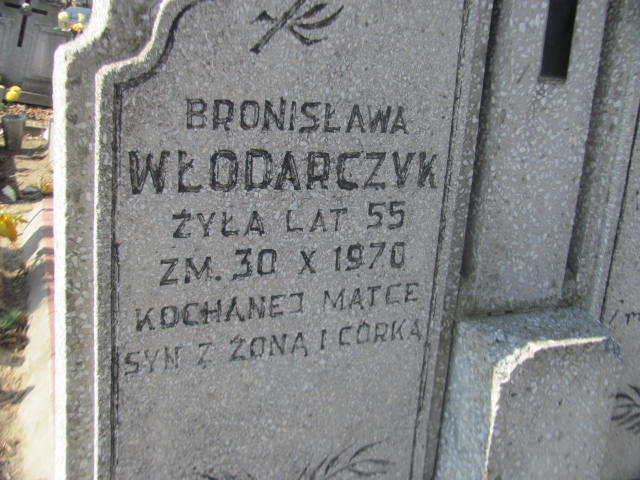 BRONISŁAWA
WŁODARCZYK
ŻYŁA LAT 55
ZM. 30 X 1970
KOCHANEJ MATCE
SYN Z ŻONĄ I CÓRKĄ